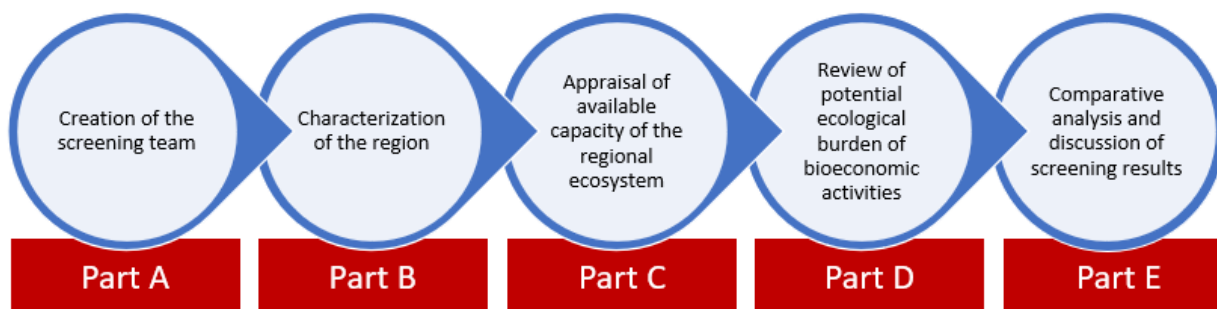 Creation of the
screening team
Part A
Characterization
of the region
Part B
Appraisal of
available
capacity of the
regional
ecosystem
Part C
Review of
potential
ecological
burden of
bioeconomic
activities
Part D
Comparative
analysis and
discussion of
screening results
Part E